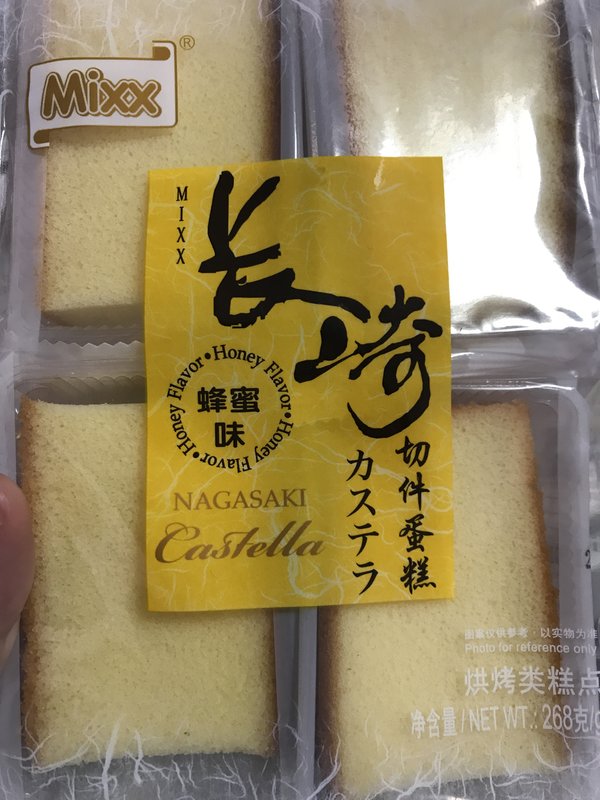 Mixx®
MIXX
长崎
切件蛋糕
カステラ
Honey Flavor • Honey Flavor • Honey Flavor •
蜂蜜
味
NAGASAKI
Castella
图案仅供参考，以实物为准
Photo for reference only
烘烤类糕点
净含量/NET WT.: 268克/g